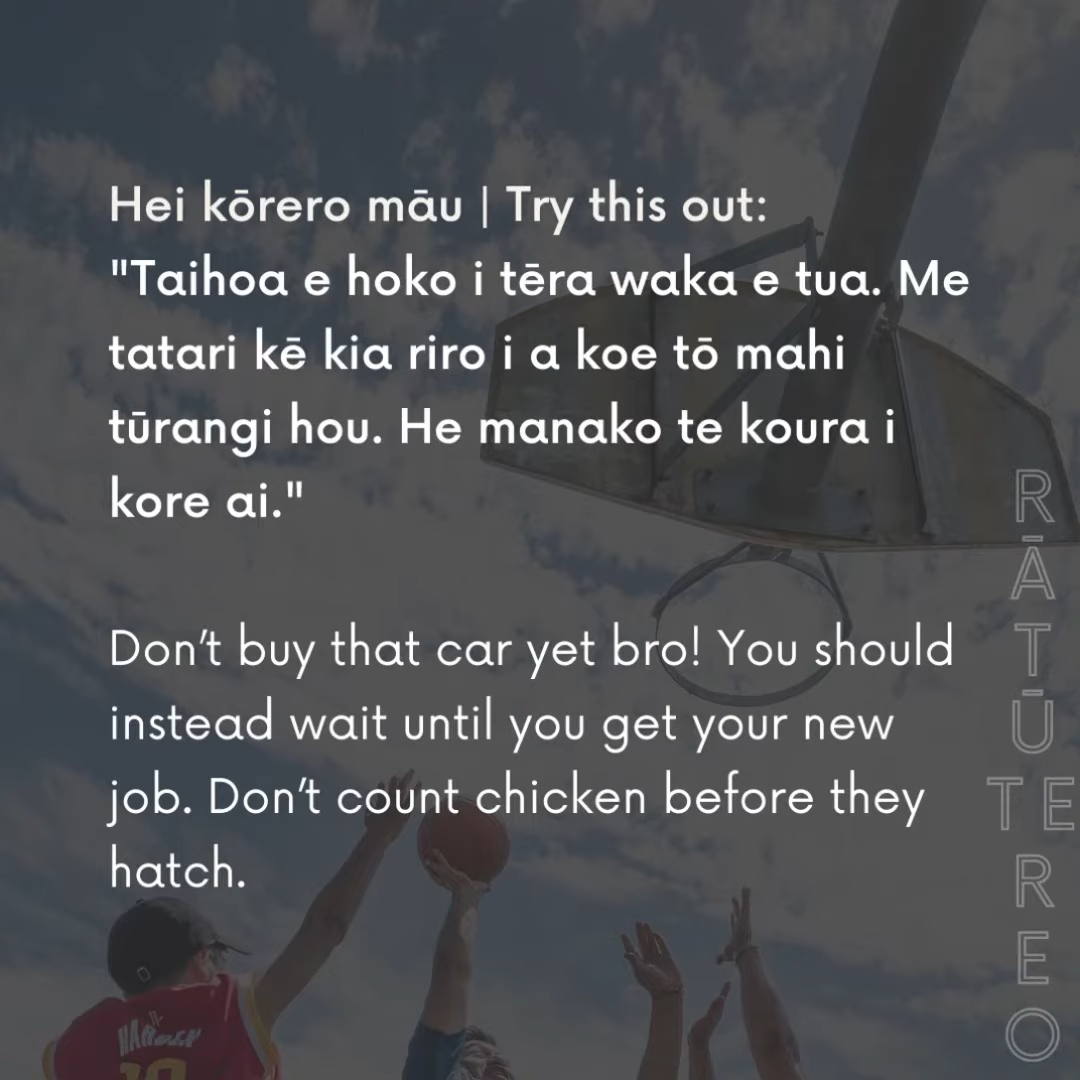 Hei kōrero māu | Try this out:
"Taihoa e hoko i tēra waka e tua. Me
tatari kē kia riro i a koe tō mahi
tūrangi hou. He manako te koura i
kore ai."
Don't buy that car yet bro! You should
instead wait until you get your new
job. Don't count chicken before they
hatch.
RĀTŪ
TE
REO